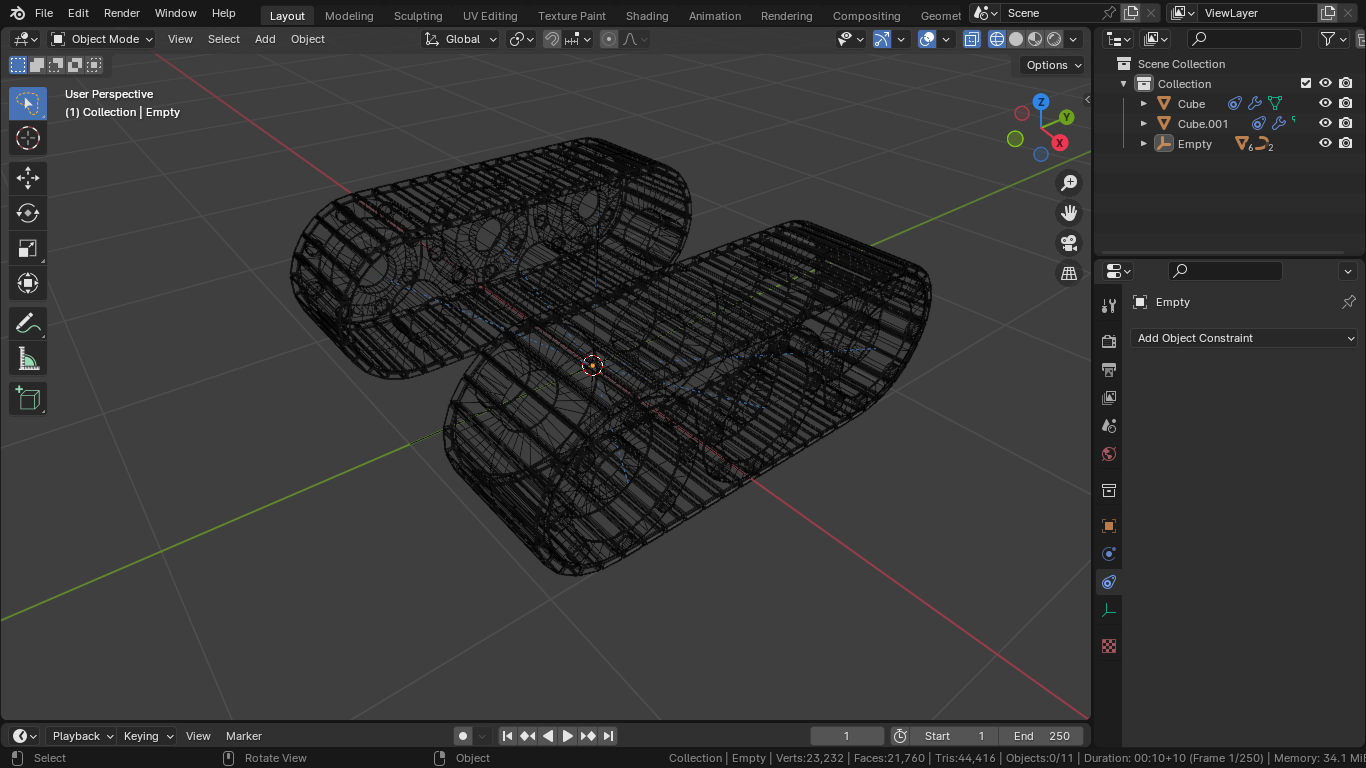 File Edit Render Window Help Layout Modeling Sculpting UV Editing Texture Paint Shading Animation Rendering Compositing Geomet Scene ViewLayer
Object Mode View Select Add Object Global
Options
User Perspective
(1) Collection | Empty
Z
Y
X
Scene Collection
Collection
Cube
Cube.001
Empty 6 2
Empty
Add Object Constraint
Playback Keying View Marker 1 Start 1 End 250
Select Rotate View Object Collection | Empty | Verts:23,232 | Faces:21,760 | Tris:44,416 | Objects:0/11 | Duration: 00:10+10 (Frame 1/250) | Memory: 34.1 Mi